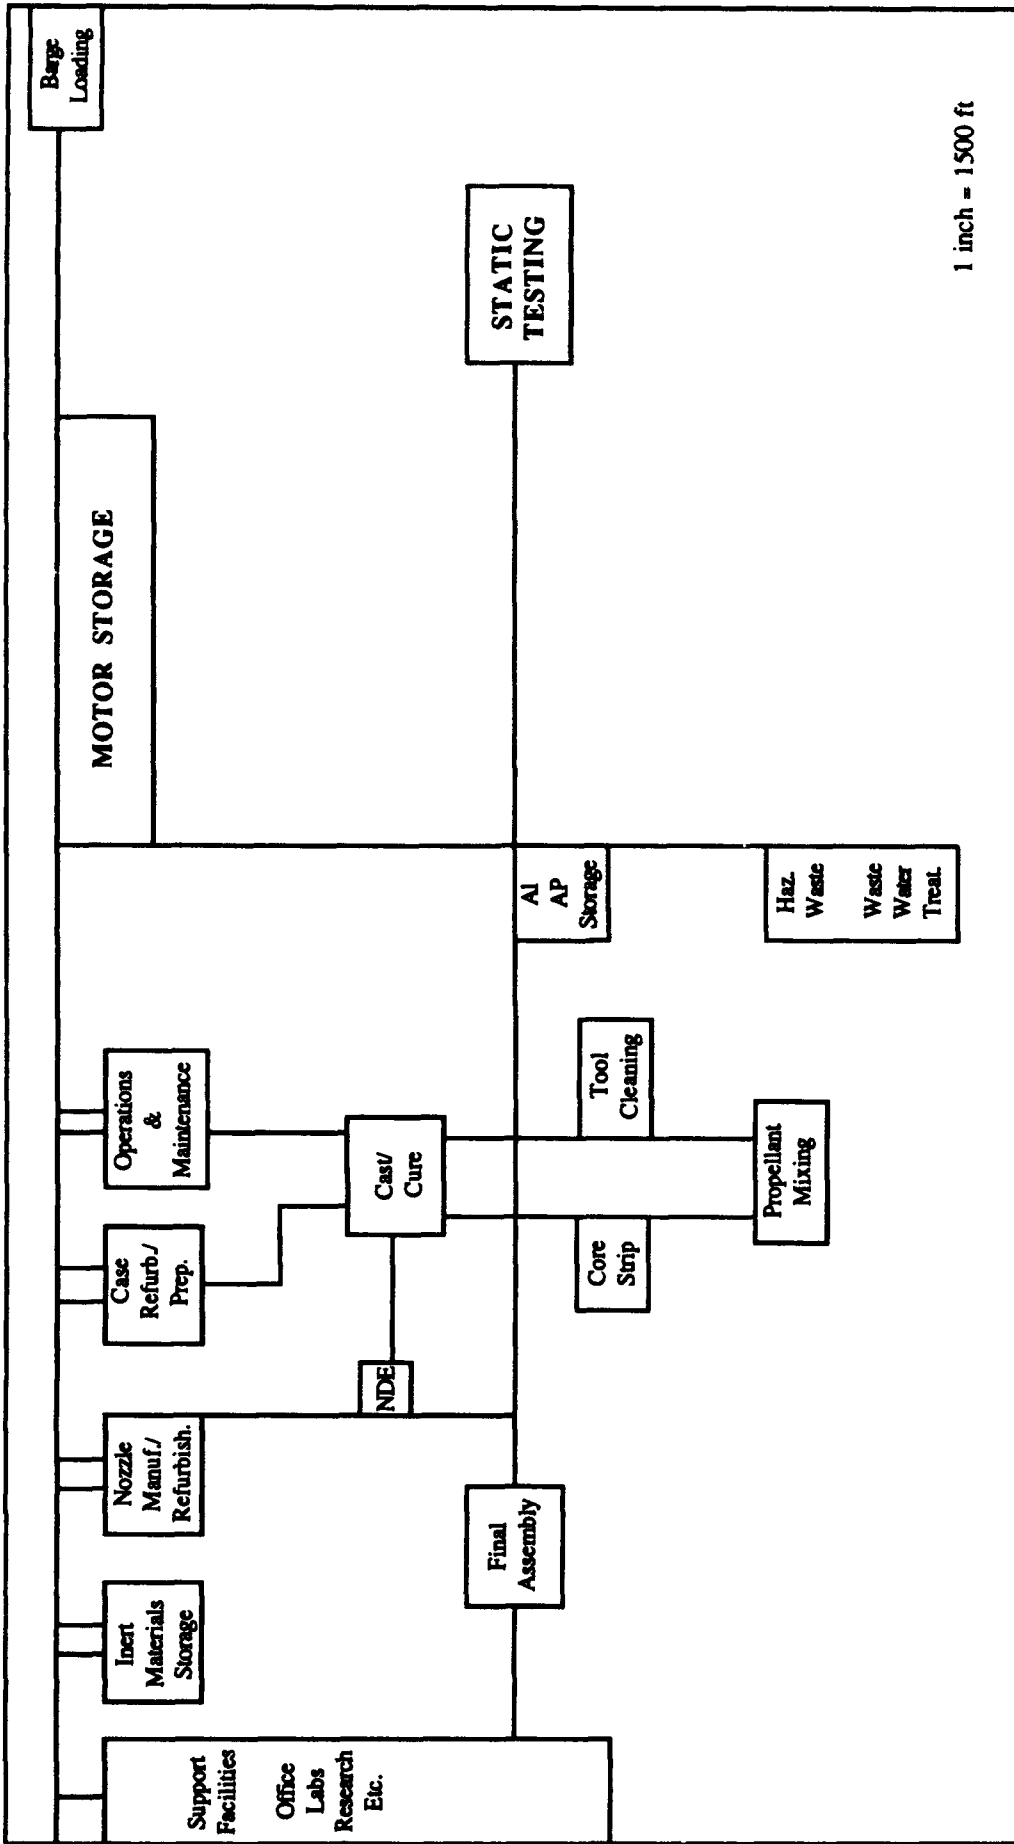 Support
Facilities
Office
Labs
Research
Etc.
Inert
Materials
Storage
Nozzle
Manuf./
Refurbish.
Case
Refurb./
Prep.
Operations
&
Maintenance
MOTOR STORAGE
Barge
Loading
Final
Assembly
NDE
Cast/
Cure
Al
AP
Storage
STATIC
TESTING
Core
Strip
Tool
Cleaning
Propellant
Mixing
Haz.
Waste
Waste
Water
Treat.
1 inch = 1500 ft